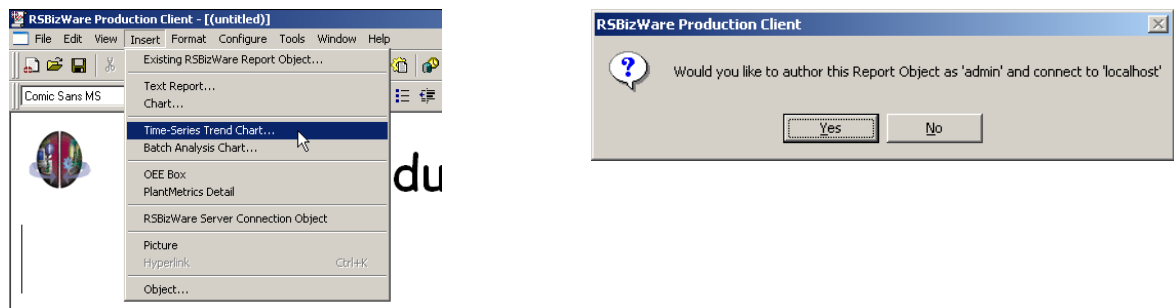 RSBizWare Production Client - [(untitled)]
File Edit View Insert Format Configure Tools Window Help
Existing RSBizWare Report Object...
Text Report...
Comic Sans MS
Chart...
Time-Series Trend Chart...
Batch Analysis Chart...
OEE Box
du
PlantMetrics Detail
RSBizWare Server Connection Object
Picture
Hyperlink Ctrl+K
Object...
RSBizWare Production Client
Would you like to author this Report Object as 'admin' and connect to 'localhost'
Yes No